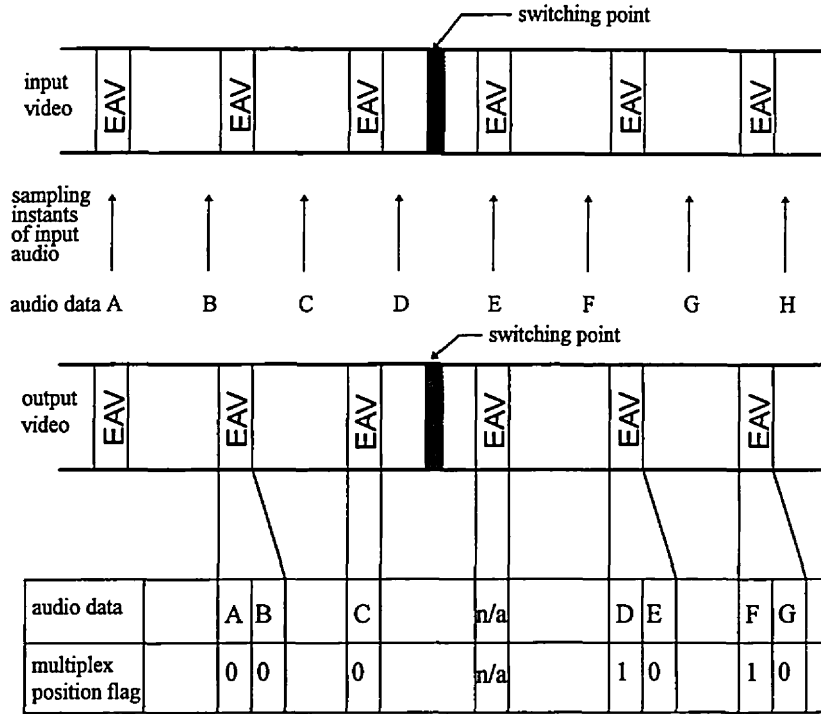 switching point
input
video
EAV EAV EAV EAV EAV EAV
sampling
instants
of input
audio
audio data A B C D E F G H
switching point
output
video
EAV EAV EAV EAV EAV EAV
audio data A B C n/a D E F G
multiplex
position flag 0 0 0 n/a 1 0 1 0